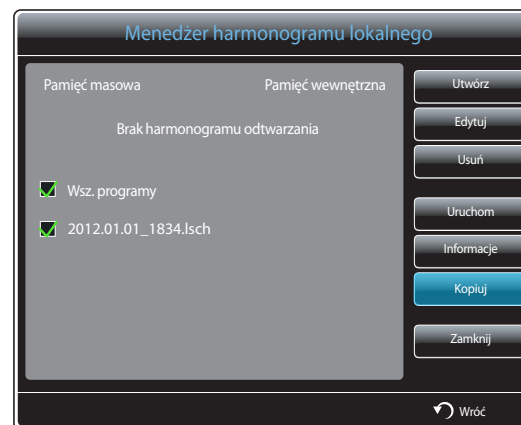 Menedżer harmonogramu lokalnego
Pamięć masowa Pamięć wewnętrzna
Brak harmonogramu odtwarzania
Wsz. programy
2012.01.01_1834.lsch
Utwórz
Edytuj
Usuń
Uruchom
Informacje
Kopiuj
Zamknij
Wróć